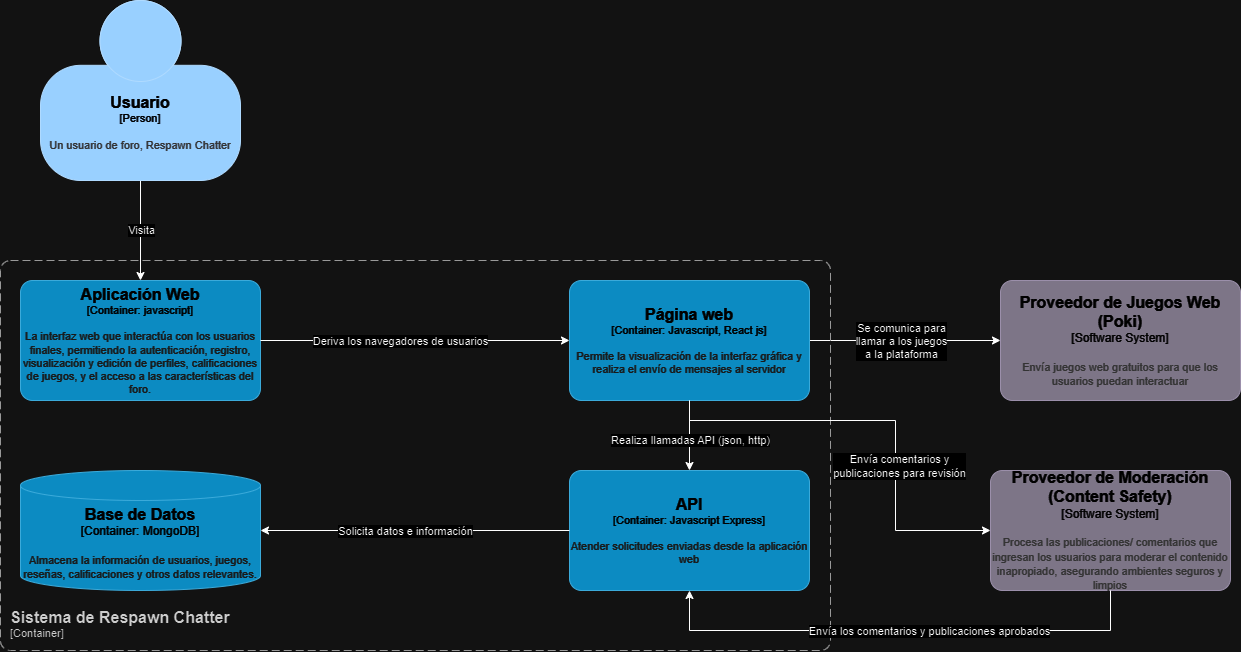 Usuario
[Person]
Un usuario de foro, Respawn Chatter
Visita
Aplicación Web
[Container: javascript]
La interfaz web que interactúa con los usuarios
finales, permitiendo la autenticación, registro,
visualización y edición de perfiles, calificaciones
de juegos, y el acceso a las características del
foro.
Deriva los navegadores de usuarios
Página web
[Container: Javascript, React js]
Permite la visualización de la interfaz gráfica y
realiza el envío de mensajes al servidor
Se comunica para
llamar a los juegos
a la plataforma
Proveedor de Juegos Web
(Poki)
[Software System]
Envía juegos web gratuitos para que los
usuarios puedan interactuar
Realiza llamadas API (json, http)
Envía comentarios y
publicaciones para revisión
Base de Datos
[Container: MongoDB]
Almacena la información de usuarios, juegos,
reseñas, calificaciones y otros datos relevantes.
Solicita datos e información
API
[Container: Javascript Express]
Atender solicitudes enviadas desde la aplicación
web
Proveedor de Moderación
(Content Safety)
[Software System]
Procesa las publicaciones/ comentarios que
ingresan los usuarios para moderar el contenido
inapropiado, asegurando ambientes seguros y
limpios
Sistema de Respawn Chatter
[Container]
Envía los comentarios y publicaciones aprobados